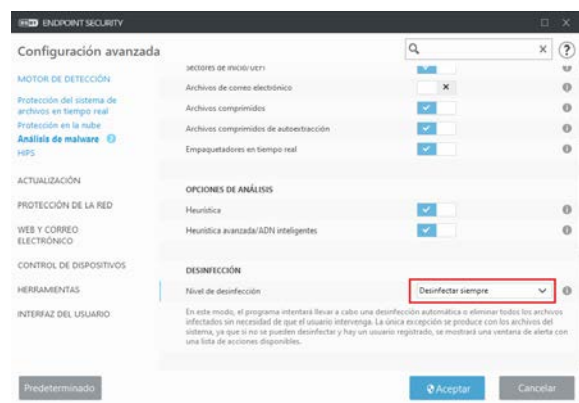 eset ENDPOINT SECURITY
Configuración avanzada
MOTOR DE DETECCIÓN
Protección del sistema de
archivos en tiempo real
Protección en la nube
Análisis de malware
HIPS
ACTUALIZACIÓN
PROTECCIÓN DE LA RED
WEB Y CORREO
ELECTRÓNICO
CONTROL DE DISPOSITIVOS
HERRAMIENTAS
INTERFAZ DEL USUARIO
Sectores de inicio/UEFI
Archivos de correo electrónico
Archivos comprimidos
Archivos comprimidos de autoextracción
Empaquetadores en tiempo real
OPCIONES DE ANÁLISIS
Heurística
Heurística avanzada/ADN inteligentes
DESINFECCIÓN
Nivel de desinfección
Desinfectar siempre
En este modo, el programa intentará llevar a cabo una desinfección automática o eliminar todos los archivos
infectados sin necesidad de que el usuario intervenga. La única excepción se produce con los archivos del
sistema, ya que si no se pueden desinfectar y hay un usuario registrado, se mostrará una ventana de alerta con
una lista de acciones disponibles.
Predeterminado
Aceptar
Cancelar